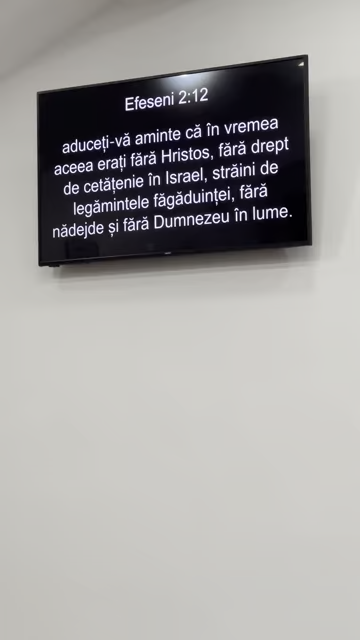 Efeseni 2:12
aduceți-vă aminte că în vremea
aceea erați fără Hristos, fără drept
de cetățenie în Israel, străini de
legămintele făgăduinței, fără
nădejde și fără Dumnezeu în lume.